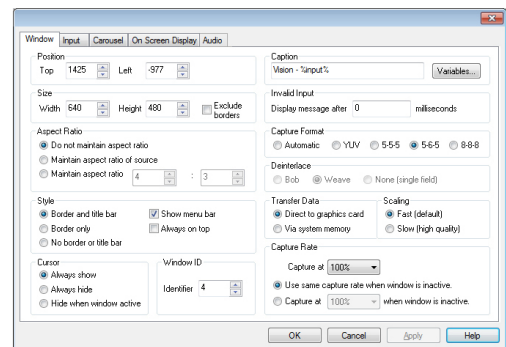 Window Input Carousel On Screen Display Audio
Position
Top 1425 Left -977
Size
Width 640 Height 480 Exclude borders
Aspect Ratio
Do not maintain aspect ratio
Maintain aspect ratio of source
Maintain aspect ratio 4 : 3
Style
Border and title bar Show menu bar
Border only Always on top
No border or title bar
Cursor
Always show
Always hide
Hide when window active
Window ID
Identifier 4
Caption
Vision - %input% Variables...
Invalid Input
Display message after 0 milliseconds
Capture Format
Automatic YUV 5-5-5 5-6-5 8-8-8
Deinterlace
Bob Weave None (single field)
Transfer Data
Direct to graphics card
Via system memory
Scaling
Fast (default)
Slow (high quality)
Capture Rate
Capture at 100%
Use same capture rate when window is inactive.
Capture at 100% when window is inactive.
OK Cancel Apply Help